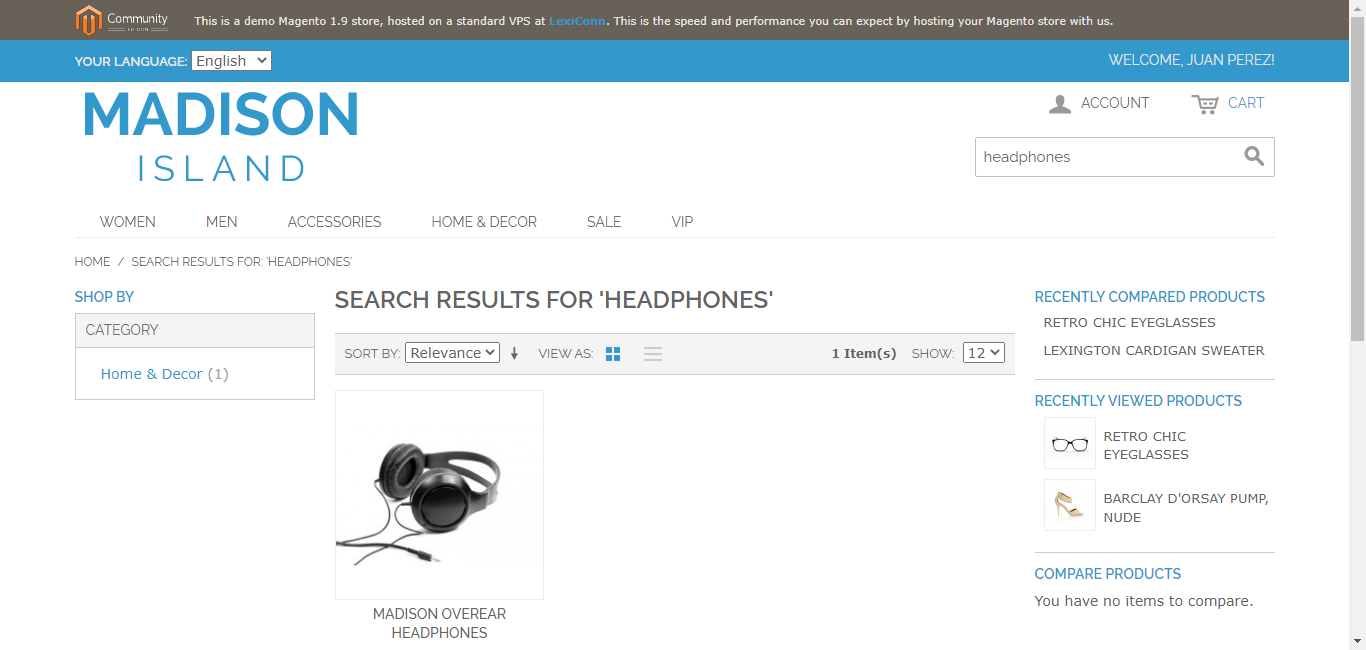 Community
This is a demo Magento 1.9 store, hosted on a standard VPS at LexiConn. This is the speed and performance you can expect by hosting your Magento store with us.
YOUR LANGUAGE: English
WELCOME, JUAN PEREZ!
MADISON
ISLAND
ACCOUNT
CART
headphones
WOMEN MEN ACCESSORIES HOME & DECOR SALE VIP
HOME / SEARCH RESULTS FOR: 'HEADPHONES'
SHOP BY
CATEGORY
Home & Decor (1)
SEARCH RESULTS FOR 'HEADPHONES'
SORT BY: Relevance VIEW AS: 1 Item(s) SHOW: 12
MADISON OVEREAR
HEADPHONES
RECENTLY COMPARED PRODUCTS
RETRO CHIC EYEGLASSES
LEXINGTON CARDIGAN SWEATER
RECENTLY VIEWED PRODUCTS
RETRO CHIC
EYEGLASSES
BARCLAY D'ORSAY PUMP,
NUDE
COMPARE PRODUCTS
You have no items to compare.